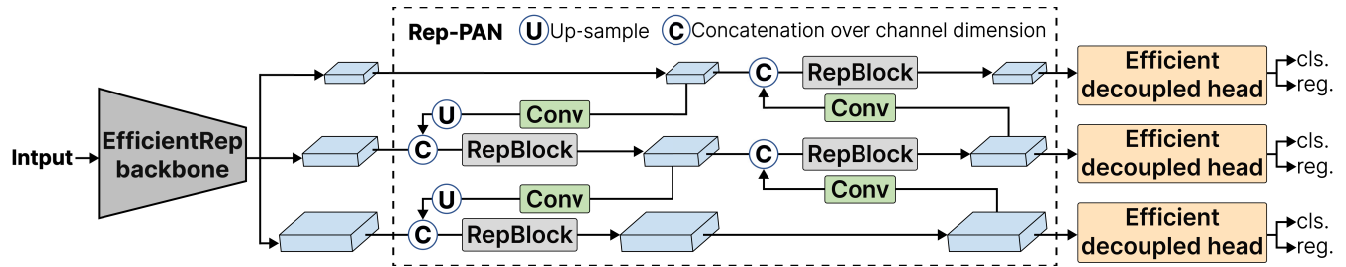 Rep-PAN U Up-sample C Concatenation over channel dimension
Intput
EfficientRep
backbone
C RepBlock
Efficient
decoupled head
cls.
reg.
U Conv
Conv
C RepBlock
C RepBlock
Efficient
decoupled head
cls.
reg.
U Conv
Conv
C RepBlock
Efficient
decoupled head
cls.
reg.